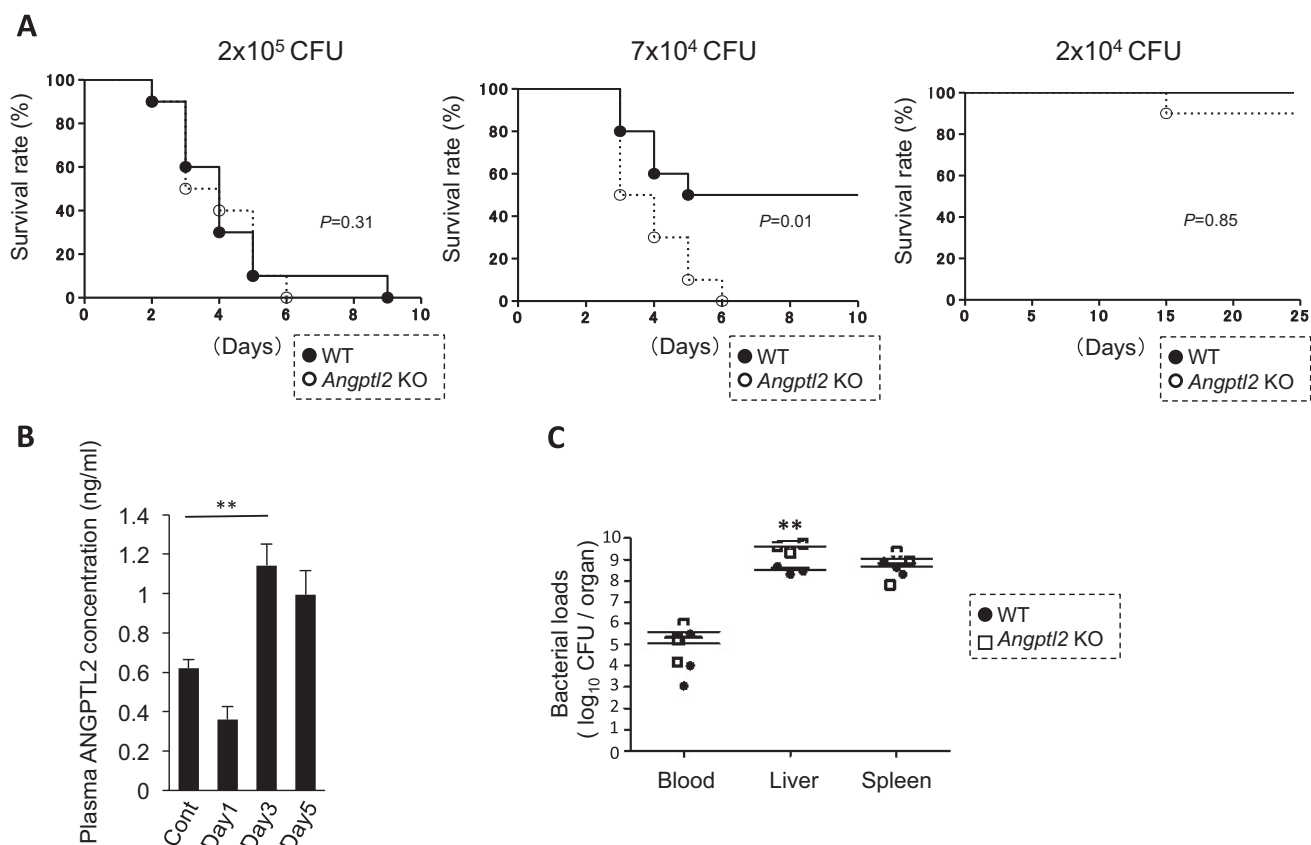 A
2x10⁵ CFU
7x10⁴ CFU
2x10⁴ CFU
Survival rate (%)
100
80
60
40
20
0
P=0.31
0 2 4 6 8 10
(Days)
WT
Angptl2 KO
Survival rate (%)
100
80
60
40
20
0
P=0.01
0 2 4 6 8 10
(Days)
WT
Angptl2 KO
Survival rate (%)
100
80
60
40
20
0
P=0.85
0 5 10 15 20 25
(Days)
WT
Angptl2 KO
B
Plasma ANGPTL2 concentration (ng/ml)
1.4
1.2
1
0.8
0.6
0.4
0.2
0
**
Cont
Day1
Day3
Day5
C
Bacterial loads
( log₁₀ CFU / organ)
10
9
8
7
6
5
4
3
2
1
0
**
Blood Liver Spleen
WT
Angptl2 KO